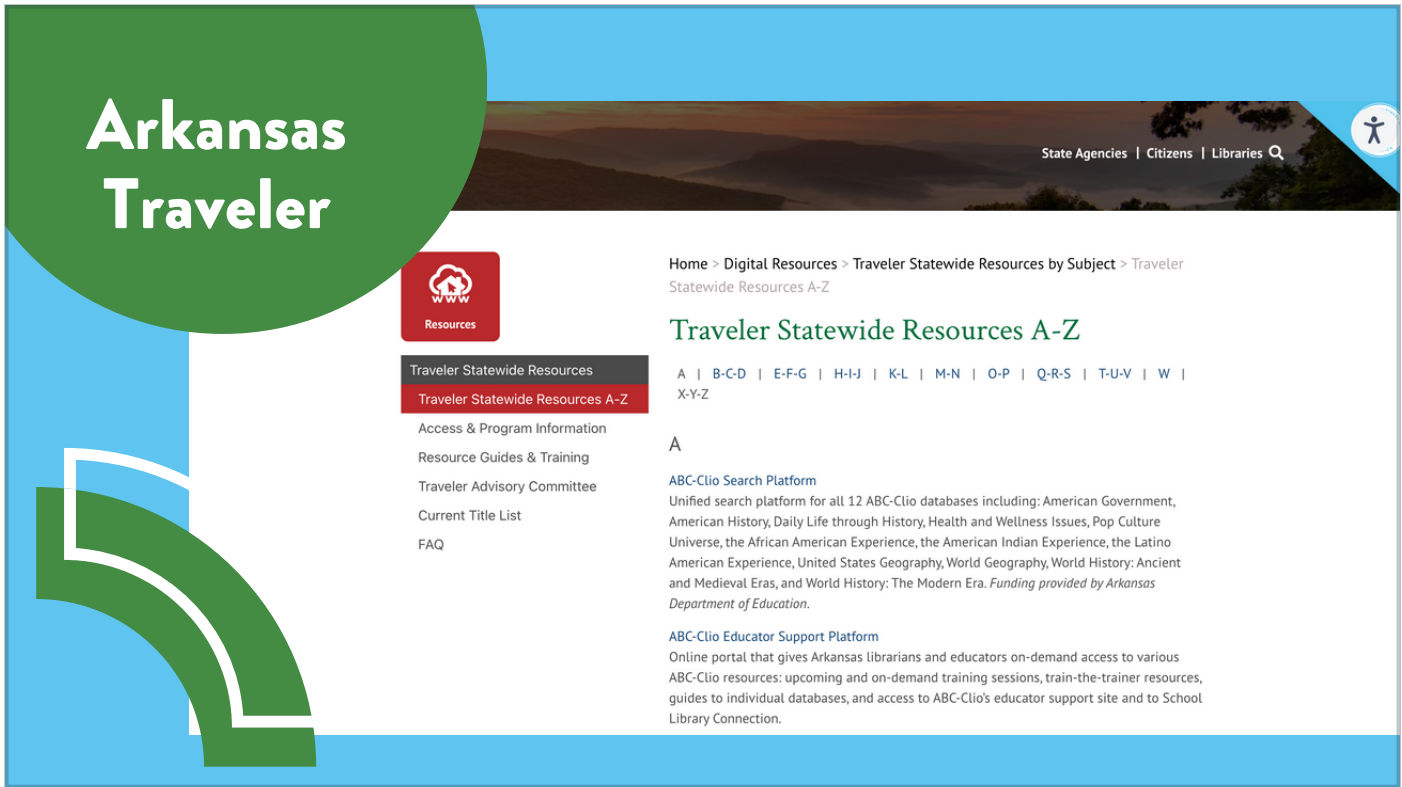 Arkansas
Traveler
State Agencies | Citizens | Libraries
WWW
Resources
Traveler Statewide Resources
Traveler Statewide Resources A-Z
Access & Program Information
Resource Guides & Training
Traveler Advisory Committee
Current Title List
FAQ
Home > Digital Resources > Traveler Statewide Resources by Subject > Traveler
Statewide Resources A-Z
Traveler Statewide Resources A-Z
A | B-C-D | E-F-G | H-I-J | K-L | M-N | O-P | Q-R-S | T-U-V | W |
X-Y-Z
A
ABC-Clio Search Platform
Unified search platform for all 12 ABC-Clio databases including: American Government,
American History, Daily Life through History, Health and Wellness Issues, Pop Culture
Universe, the African American Experience, the American Indian Experience, the Latino
American Experience, United States Geography, World Geography, World History: Ancient
and Medieval Eras, and World History: The Modern Era. Funding provided by Arkansas
Department of Education.
ABC-Clio Educator Support Platform
Online portal that gives Arkansas librarians and educators on-demand access to various
ABC-Clio resources: upcoming and on-demand training sessions, train-the-trainer resources,
guides to individual databases, and access to ABC-Clio's educator support site and to School
Library Connection.